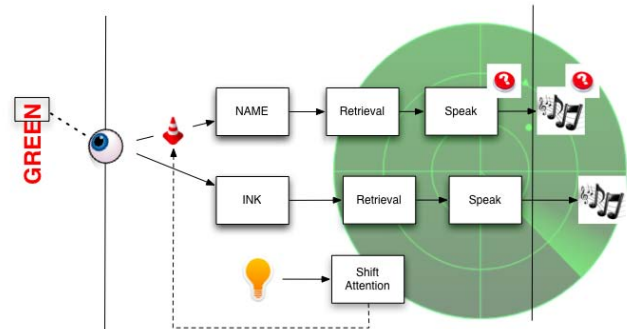 GREEN
NAME
Retrieval
Speak
?
?
INK
Retrieval
Speak
Shift
Attention